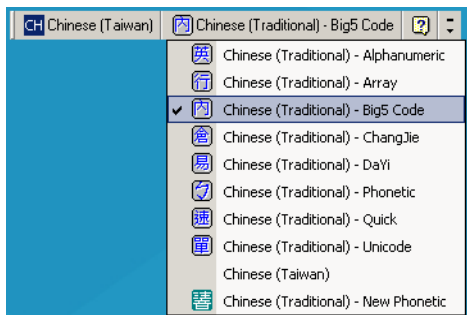 CH Chinese (Taiwan) 內 Chinese (Traditional) - Big5 Code ?
英 Chinese (Traditional) - Alphanumeric
行 Chinese (Traditional) - Array
內 Chinese (Traditional) - Big5 Code
倉 Chinese (Traditional) - ChangJie
易 Chinese (Traditional) - DaYi
ㄅ Chinese (Traditional) - Phonetic
速 Chinese (Traditional) - Quick
單 Chinese (Traditional) - Unicode
Chinese (Taiwan)
Chinese (Traditional) - New Phonetic